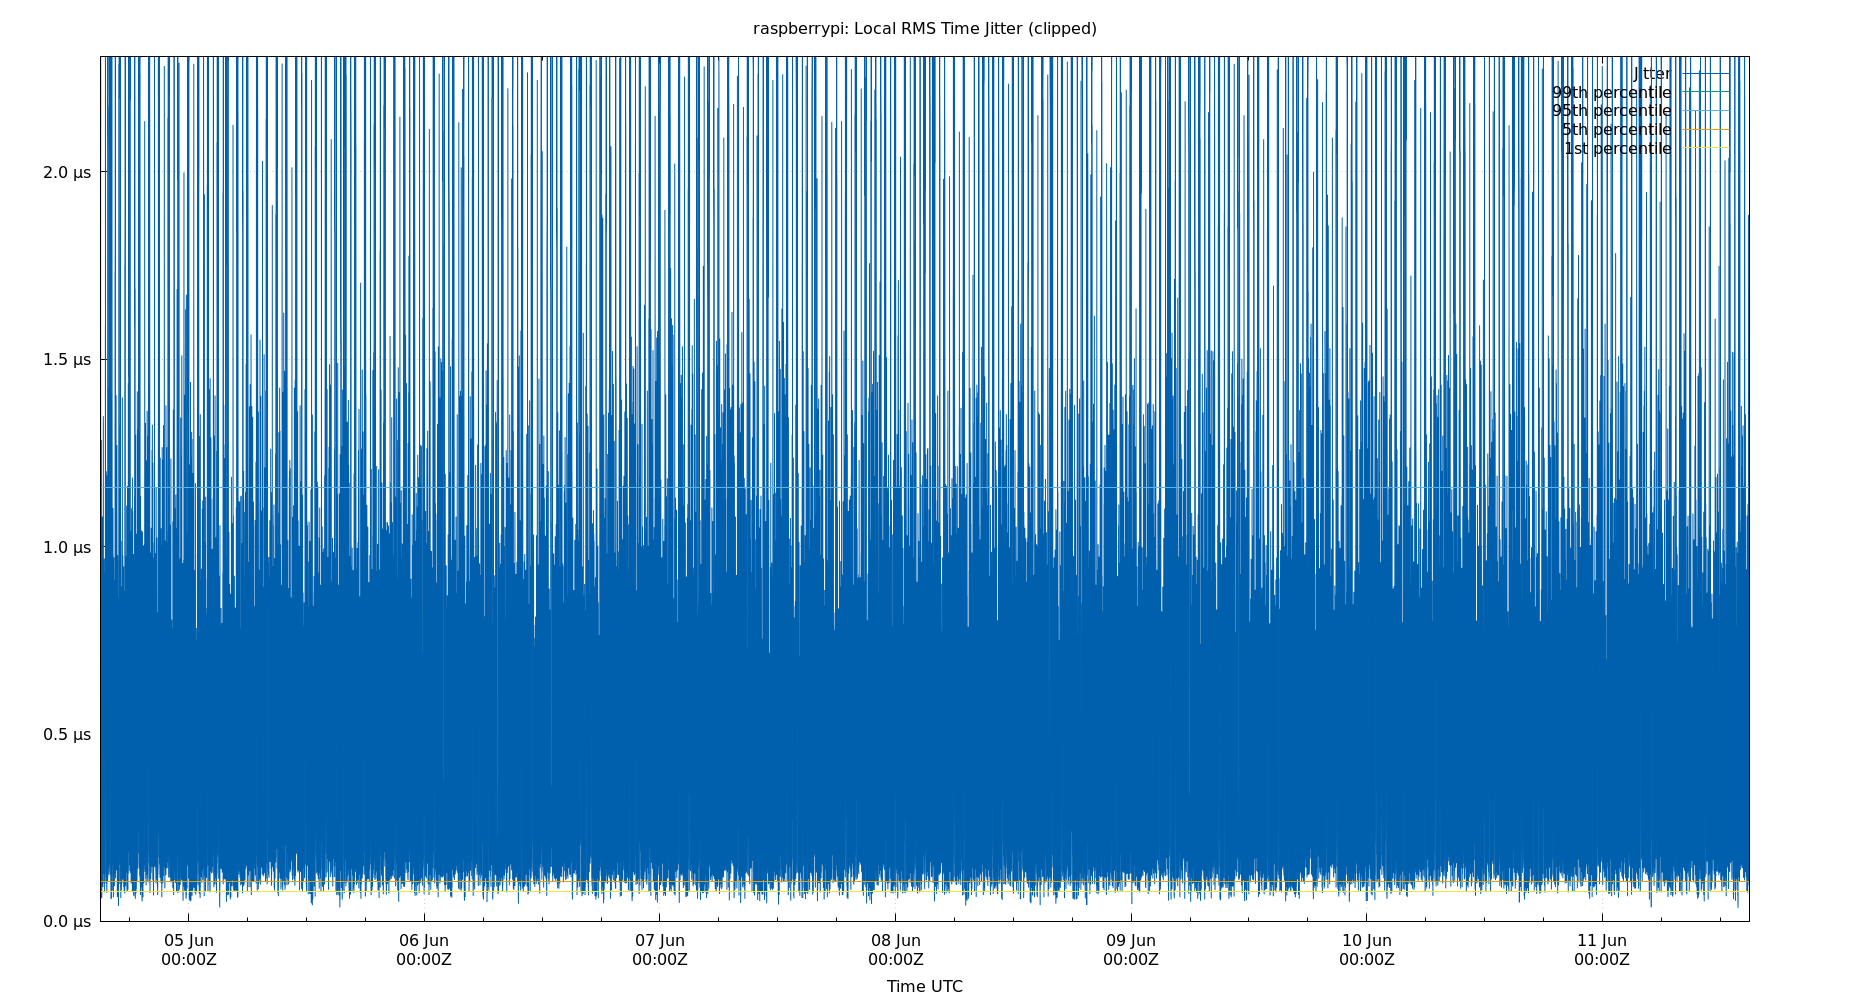 raspberrypi: Local RMS Time Jitter (clipped)
Jitter
99th percentile
95th percentile
5th percentile
1st percentile
2.0 μs
1.5 μs
1.0 μs
0.5 μs
0.0 μs
05 Jun 06 Jun 07 Jun 08 Jun 09 Jun 10 Jun 11 Jun
00:00Z 00:00Z 00:00Z 00:00Z 00:00Z 00:00Z 00:00Z
Time UTC